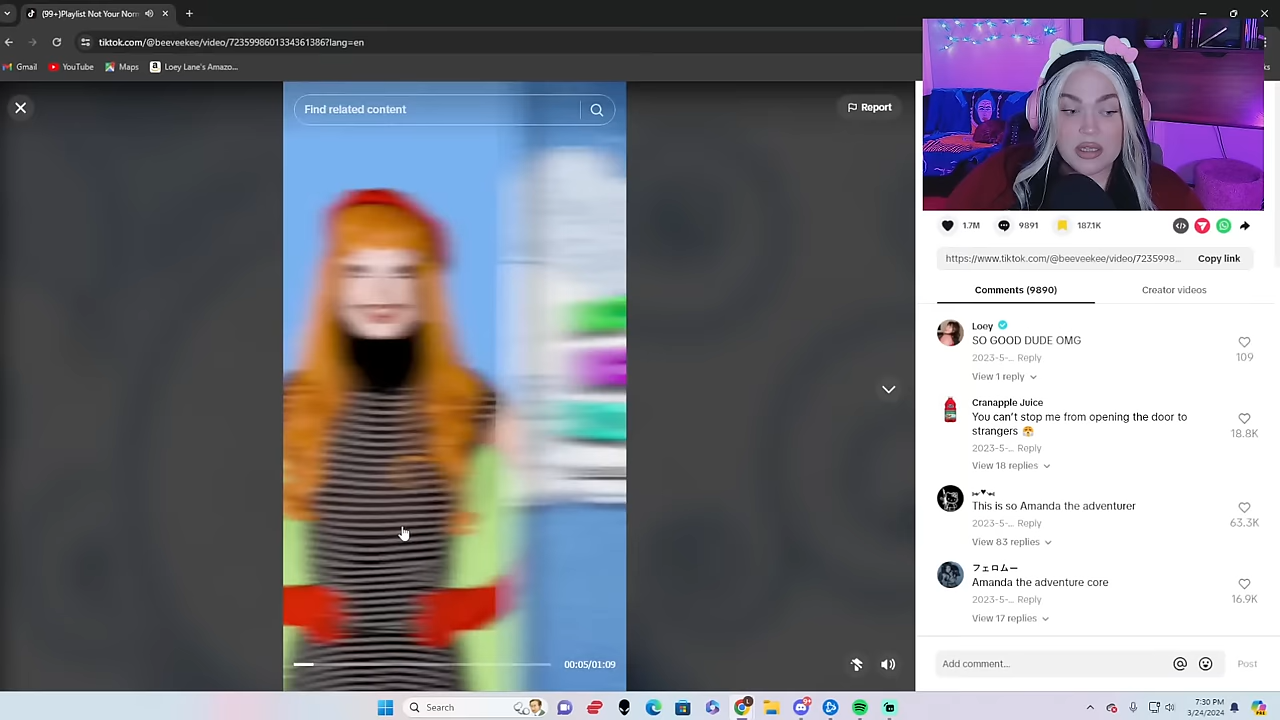 (99+)Playlist Not Your Norn
tiktok.com/@beeveekee/video/72359
4361386?lang=en
Gmail
YouTube
Maps
Loey Lane's Amazo...
Find related content
Report
1.7M
9891
187.1K
https://www.tiktok.com/@beeveekee/video/7235998...
Copy link
Comments (9890)
Creator videos
Loey
SO GOOD DUDE OMG
2023-5-... Reply
109
View 1 reply
Cranapple Juice
You can't stop me from opening the door to
strangers 😤
2023-5-... Reply
18.8K
View 18 replies
This is so Amanda the adventurer
2023-5-... Reply
63.3K
View 83 replies
フェロムー
Amanda the adventure core
2023-5-... Reply
16.9K
View 17 replies
00:05/01:09
Add comment...
Post
Search
7:30 PM
3/24/2024